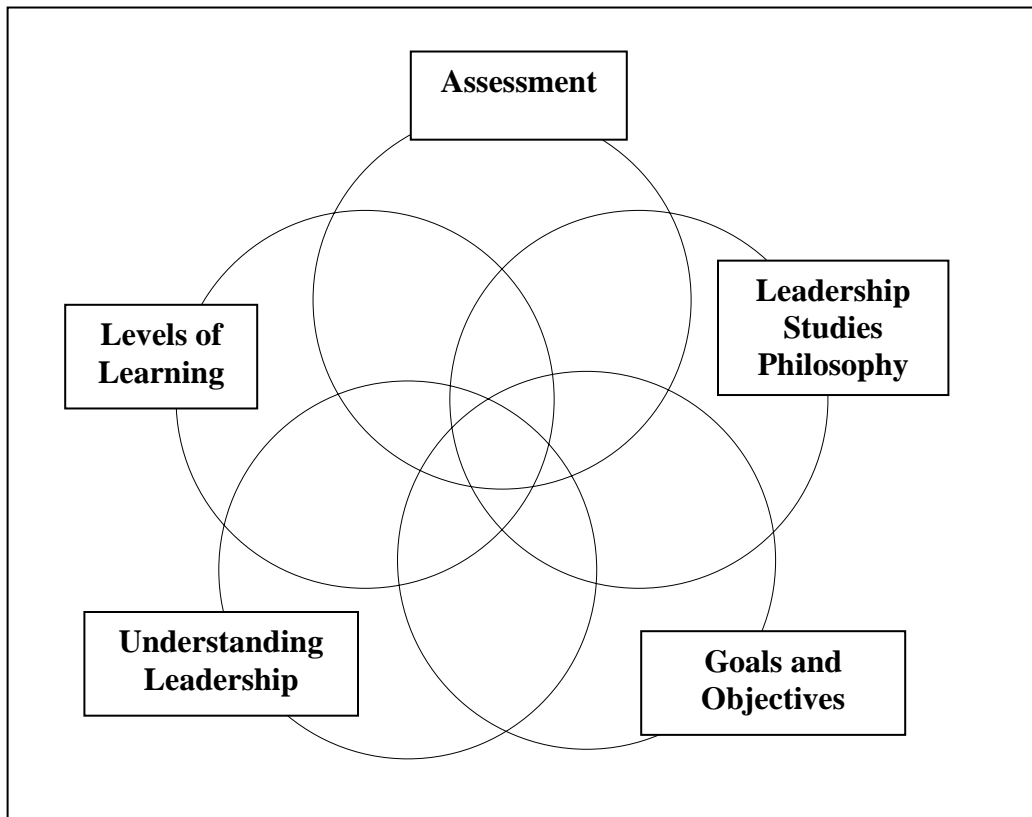 Assessment
Leadership
Studies
Philosophy
Levels of
Learning
Understanding
Leadership
Goals and
Objectives